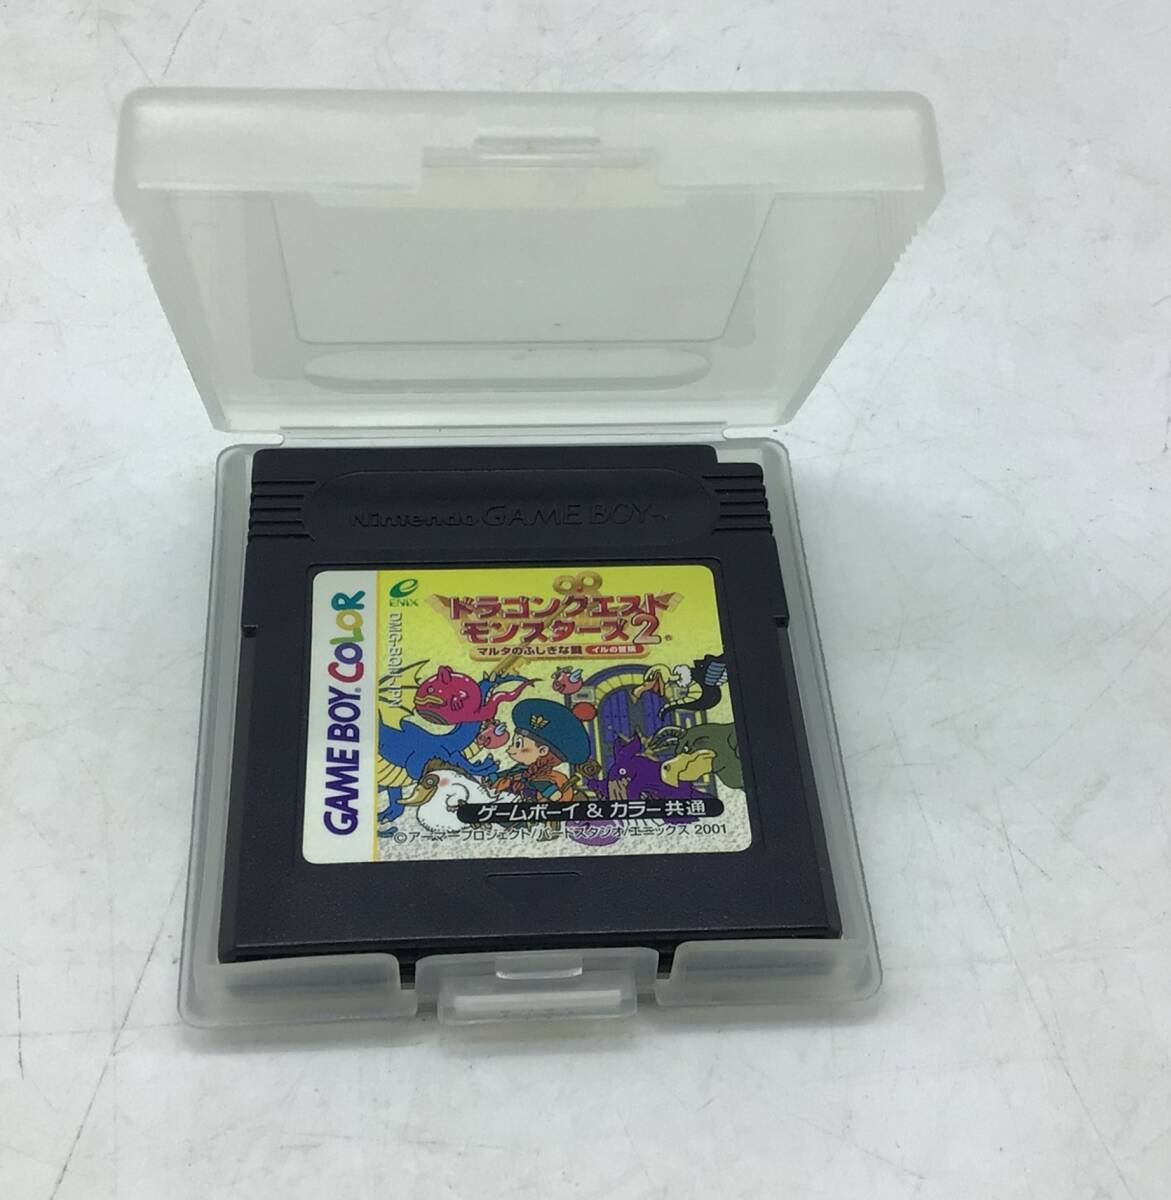 Nintendo GAME BOY™
GAME BOY COLOR
ENIX
ドラゴンクエスト
モンスターズ2
マルタのふしぎな鍵 イルの冒険
ゲームボーイ & カラー共通
©アーマープロジェクト/バードスタジオ/エニックス 2001